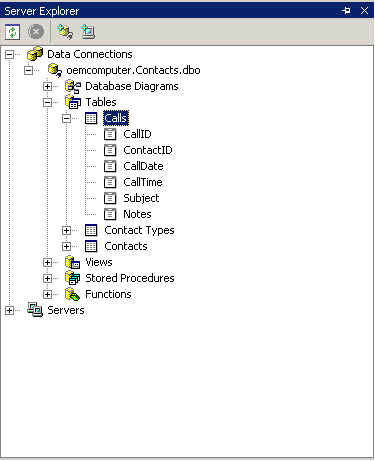 Server Explorer
Data Connections
oemcomputer.Contacts.dbo
Database Diagrams
Tables
Calls
CallID
ContactID
CallDate
CallTime
Subject
Notes
Contact Types
Contacts
Views
Stored Procedures
Functions
Servers